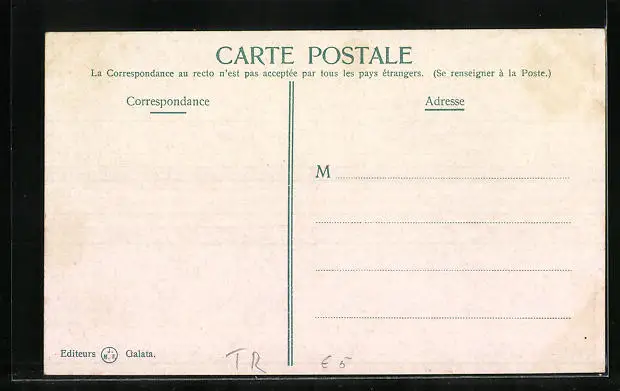 CARTE POSTALE
La Correspondance au recto n'est pas acceptée par tous les pays étrangers. (Se renseigner à la Poste.)
Correspondance
Adresse
M
Editeurs J. M. F. Galata.
TR € 5